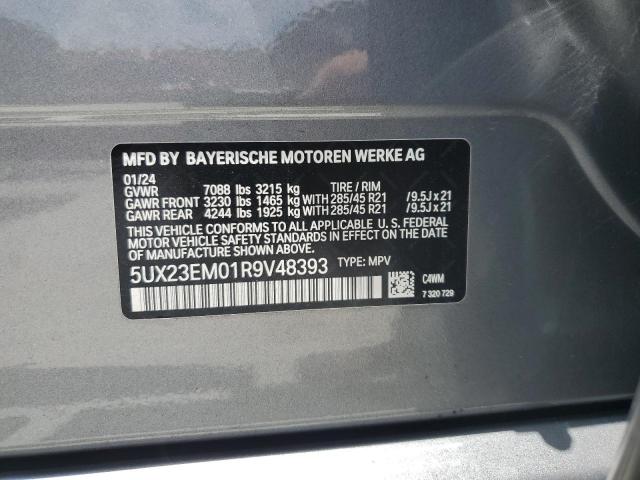 MFD BY BAYERISCHE MOTOREN WERKE AG
01/24
GVWR 7088 lbs 3215 kg TIRE / RIM
GAWR FRONT 3230 lbs 1465 kg WITH 285/45 R21 /9.5J x 21
GAWR REAR 4244 lbs 1925 kg WITH 285/45 R21 /9.5J x 21
THIS VEHICLE CONFORMS TO ALL APPLICABLE U.S. FEDERAL
MOTOR VEHICLE SAFETY STANDARDS IN EFFECT ON THE
DATE OF MANUFACTURE SHOWN ABOVE.
5UX23EM01R9V48393 TYPE: MPV
C4WM
7 320 729